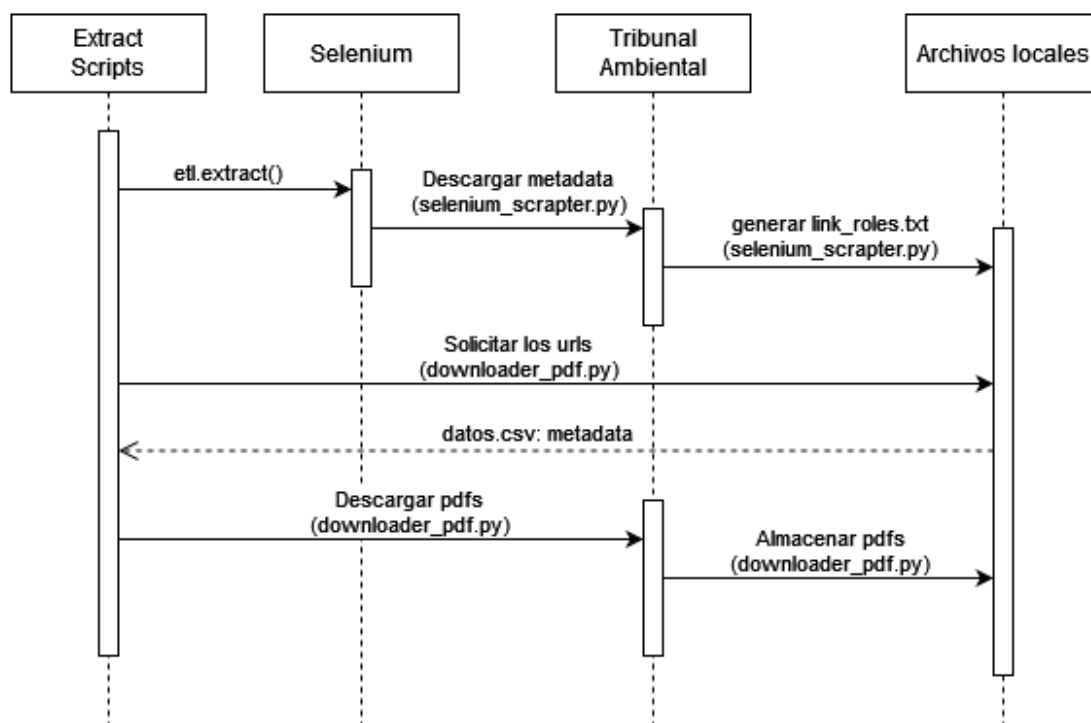 Extract
Scripts
Selenium
Tribunal
Ambiental
Archivos locales
etl.extract()
Descargar metadata
(selenium_scrapter.py)
generar link_roles.txt
(selenium_scrapter.py)
Solicitar los urls
(downloader_pdf.py)
datos.csv: metadata
Descargar pdfs
(downloader_pdf.py)
Almacenar pdfs
(downloader_pdf.py)